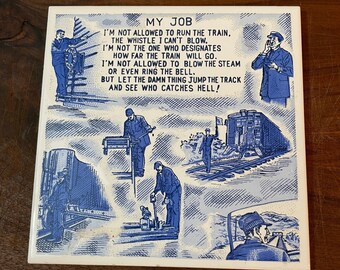 MY JOB
I'M NOT ALLOWED TO RUN THE TRAIN,
THE WHISTLE I CAN'T BLOW.
I'M NOT THE ONE WHO DESIGNATES
HOW FAR THE TRAIN WILL GO.
I'M NOT ALLOWED TO BLOW THE STEAM
OR EVEN RING THE BELL.
BUT LET THE DAMN THING JUMP THE TRACK
AND SEE WHO CATCHES HELL!